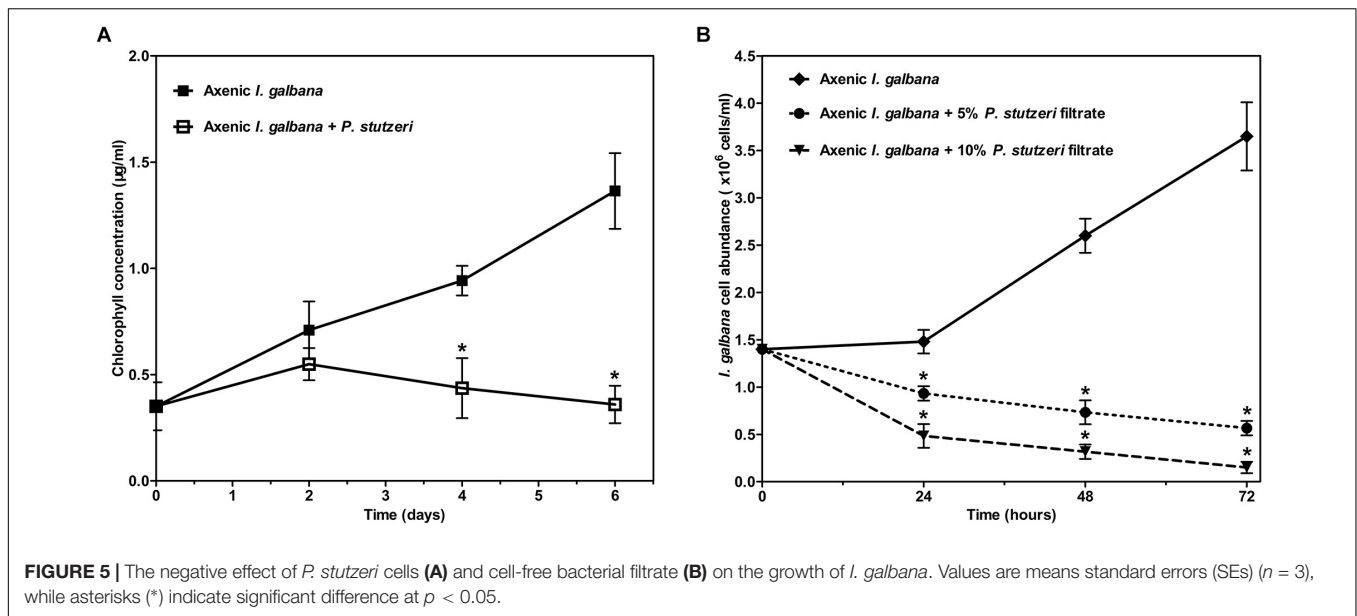 A
2.0
1.5
1.0
0.5
0.0
Chlorophyll concentration (µg/ml)
Axenic I. galbana
Axenic I. galbana + P. stutzeri
*
*
0 1 2 3 4 5 6
Time (days)
B
4.5
4.0
3.5
3.0
2.5
2.0
1.5
1.0
0.5
0.0
I. galbana cell abundance ( x10⁶ cells/ml)
Axenic I. galbana
Axenic I. galbana + 5% P. stutzeri filtrate
Axenic I. galbana + 10% P. stutzeri filtrate
* * *
* * *
0 24 48 72
Time (hours)
FIGURE 5 | The negative effect of P. stutzeri cells (A) and cell-free bacterial filtrate (B) on the growth of I. galbana. Values are means standard errors (SEs) (n = 3),
while asterisks (*) indicate significant difference at p < 0.05.